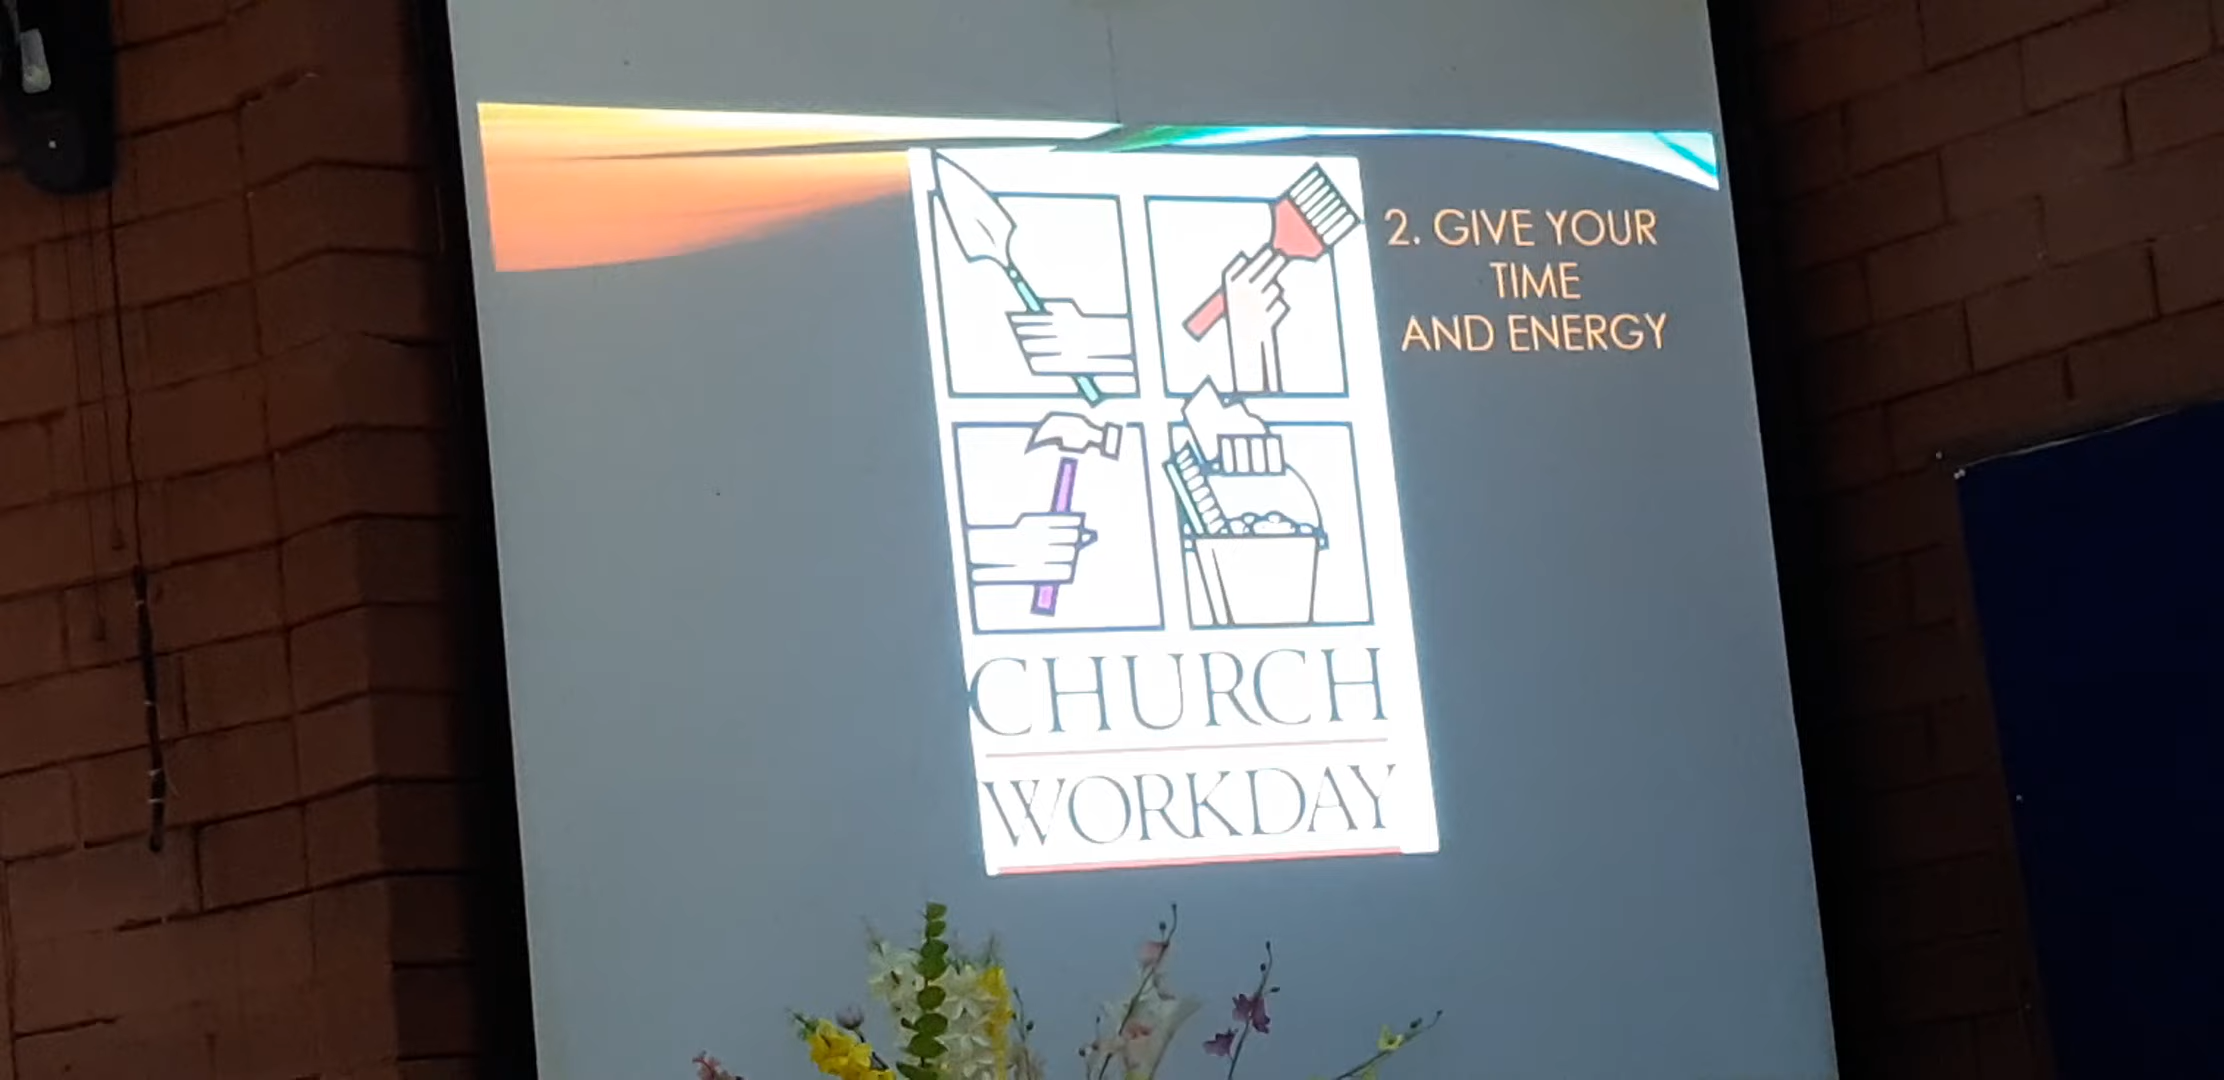 2. GIVE YOUR
TIME
AND ENERGY
CHURCH
WORKDAY